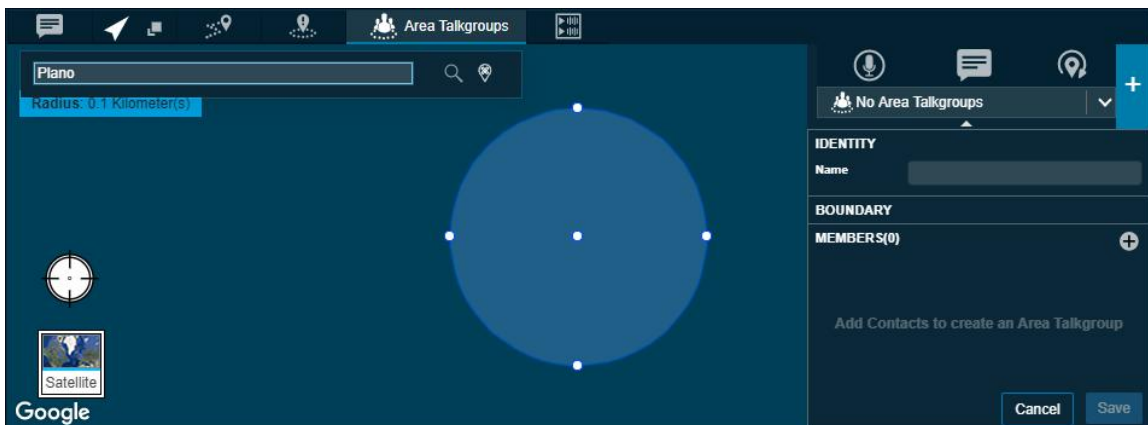 Area Talkgroups
Plano
Radius: 0.1 Kilometer(s)
No Area Talkgroups
+
IDENTITY
Name
BOUNDARY
MEMBERS(0)
Add Contacts to create an Area Talkgroup
Satellite
Google
Cancel
Save